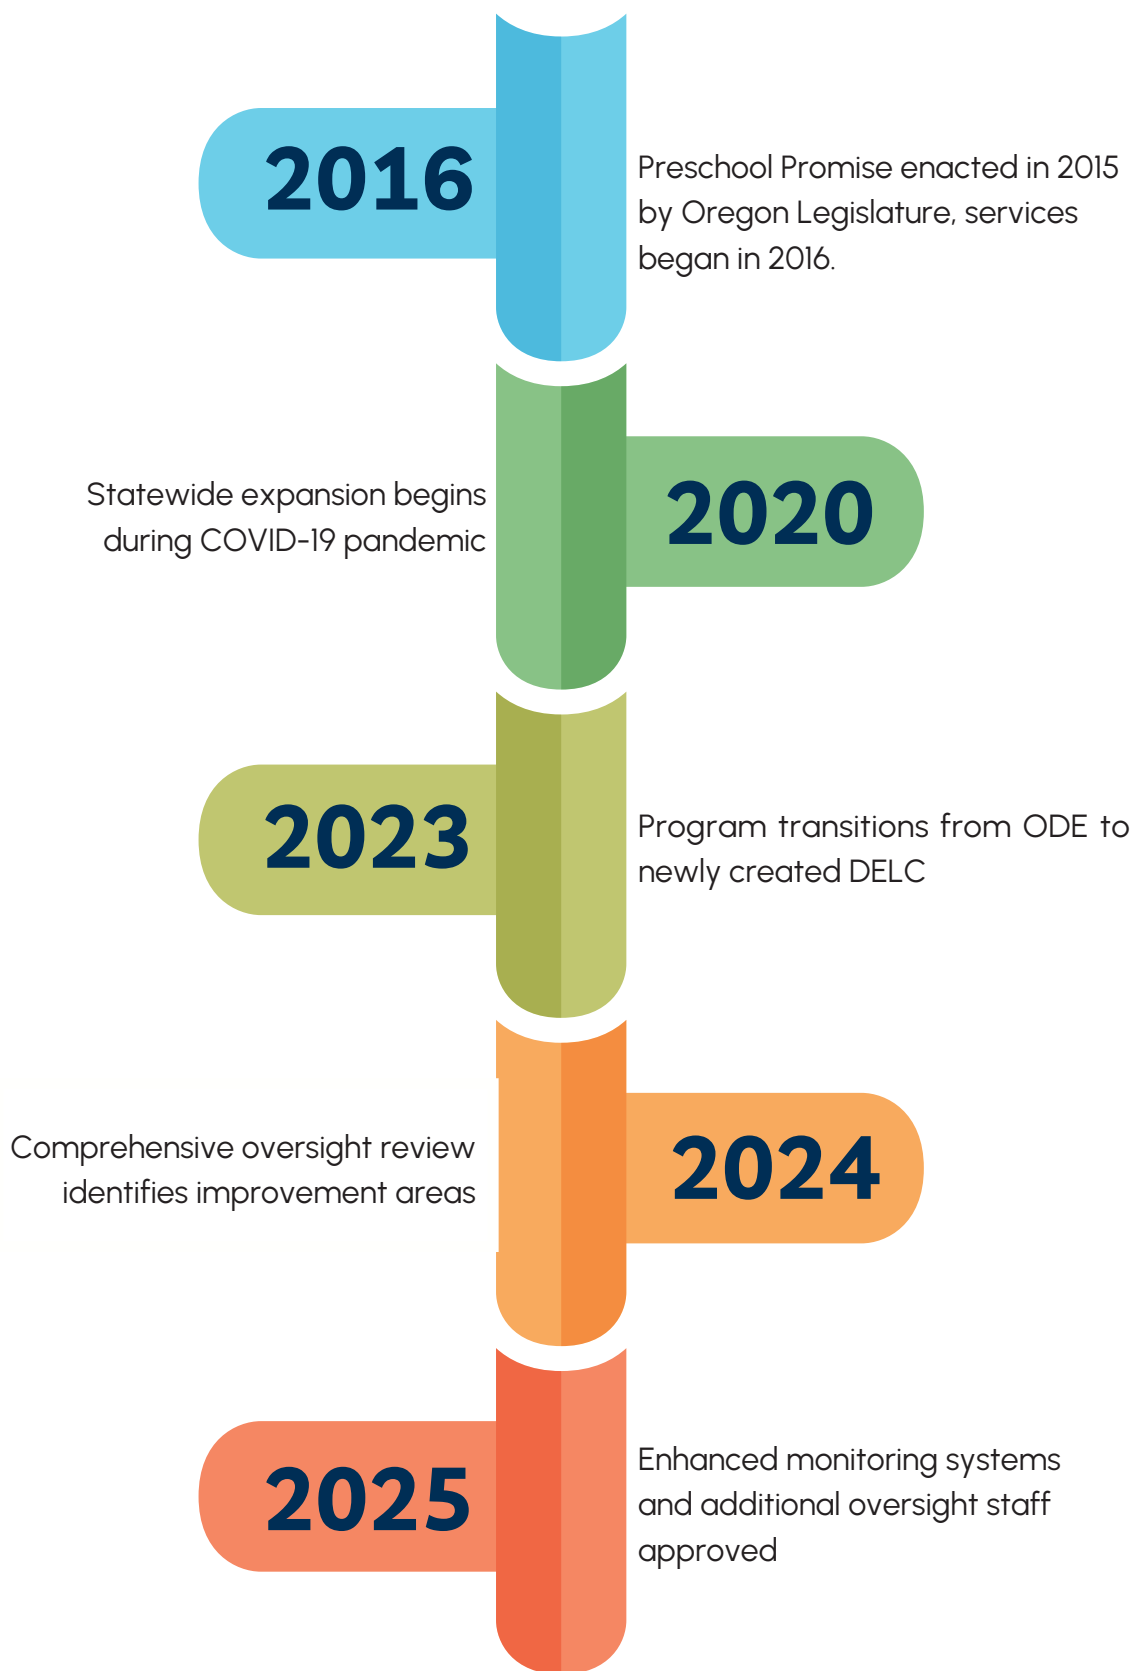 2016
Preschool Promise enacted in 2015
by Oregon Legislature, services
began in 2016.
Statewide expansion begins
during COVID-19 pandemic
2020
2023
Program transitions from ODE to
newly created DELC
Comprehensive oversight review
identifies improvement areas
2024
2025
Enhanced monitoring systems
and additional oversight staff
approved